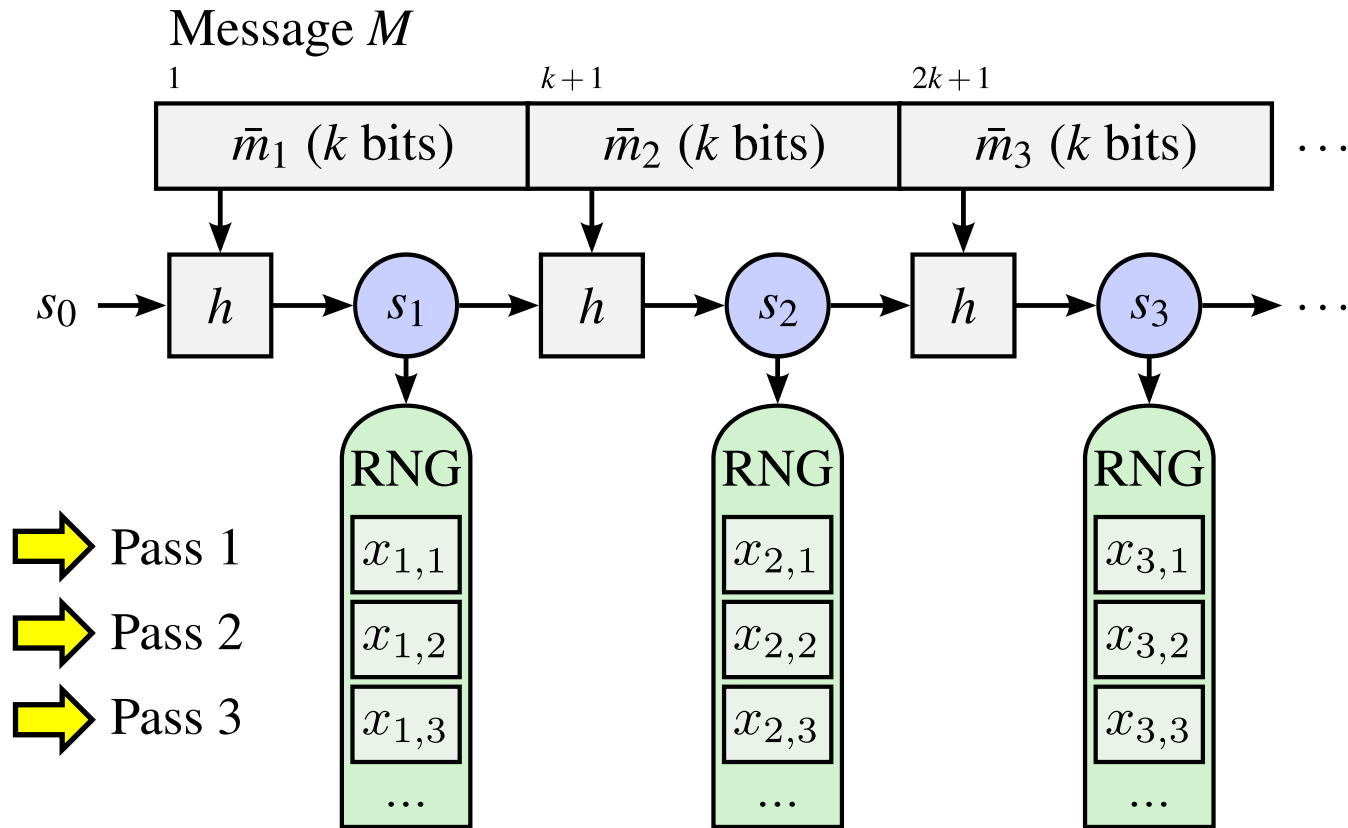 Message M
1 k+1 2k+1
m̄₁ (k bits) m̄₂ (k bits) m̄₃ (k bits) ...
s₀ h s₁ h s₂ h s₃ ...
RNG RNG RNG
Pass 1 x₁,₁ x₂,₁ x₃,₁
Pass 2 x₁,₂ x₂,₂ x₃,₂
Pass 3 x₁,₃ x₂,₃ x₃,₃
... ... ...